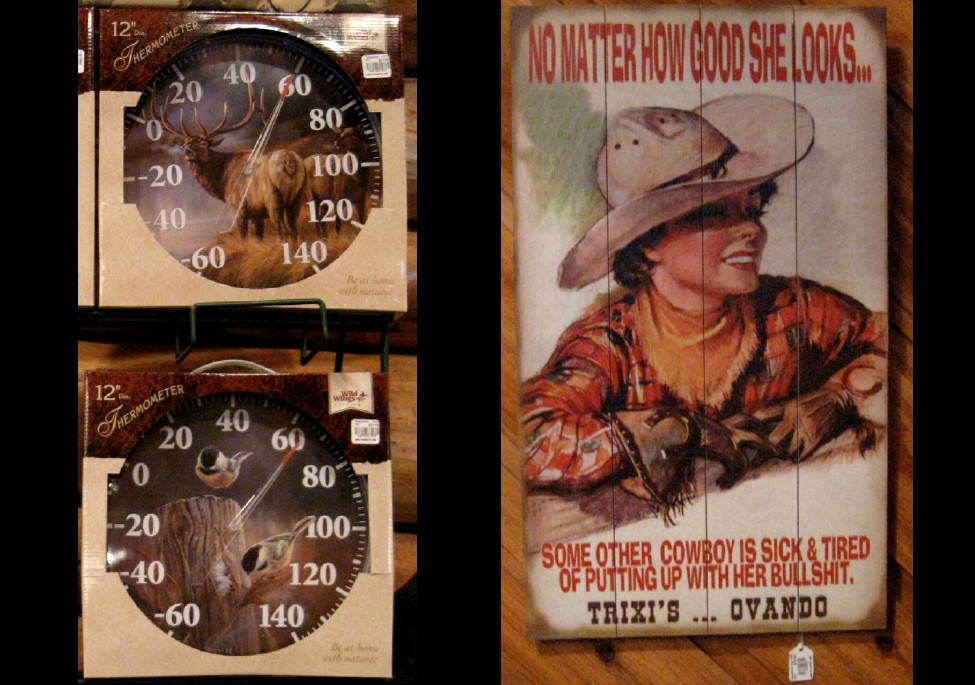 12" Dia.
THERMOMETER
40
20
60
0
80
-20
100
-40
120
-60
140
Be at home
with nature!
12" Dia.
THERMOMETER
Wild
Wings
40
20
60
0
80
-20
100
-40
120
-60
140
Be at home
with nature!
NO MATTER HOW GOOD SHE LOOKS...
SOME OTHER COWBOY IS SICK & TIRED
OF PUTTING UP WITH HER BULLSHIT.
TRIXI'S ... OVANDO